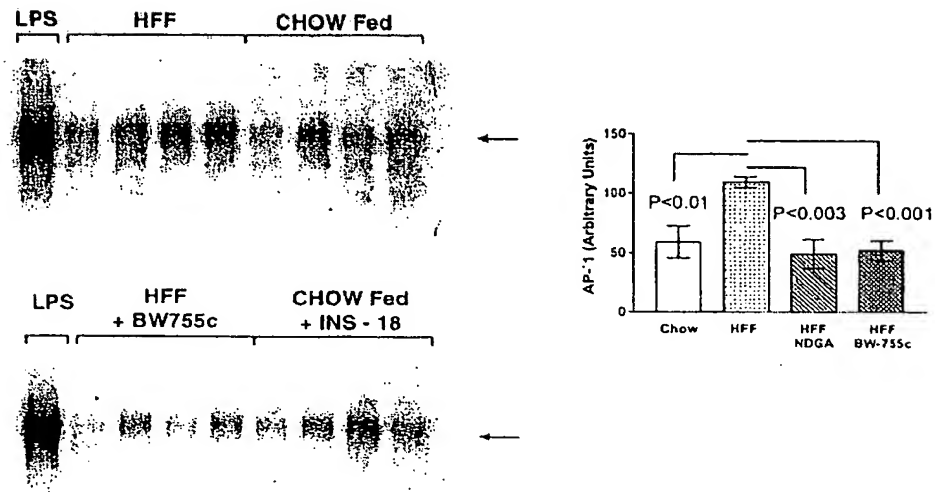 LPS HFF CHOW Fed
LPS HFF + BW755c CHOW Fed + INS - 18
AP-1 (Arbitrary Units)
150
100
50
0
P<0.01 P<0.003 P<0.001
Chow HFF HFF NDGA HFF BW-755c